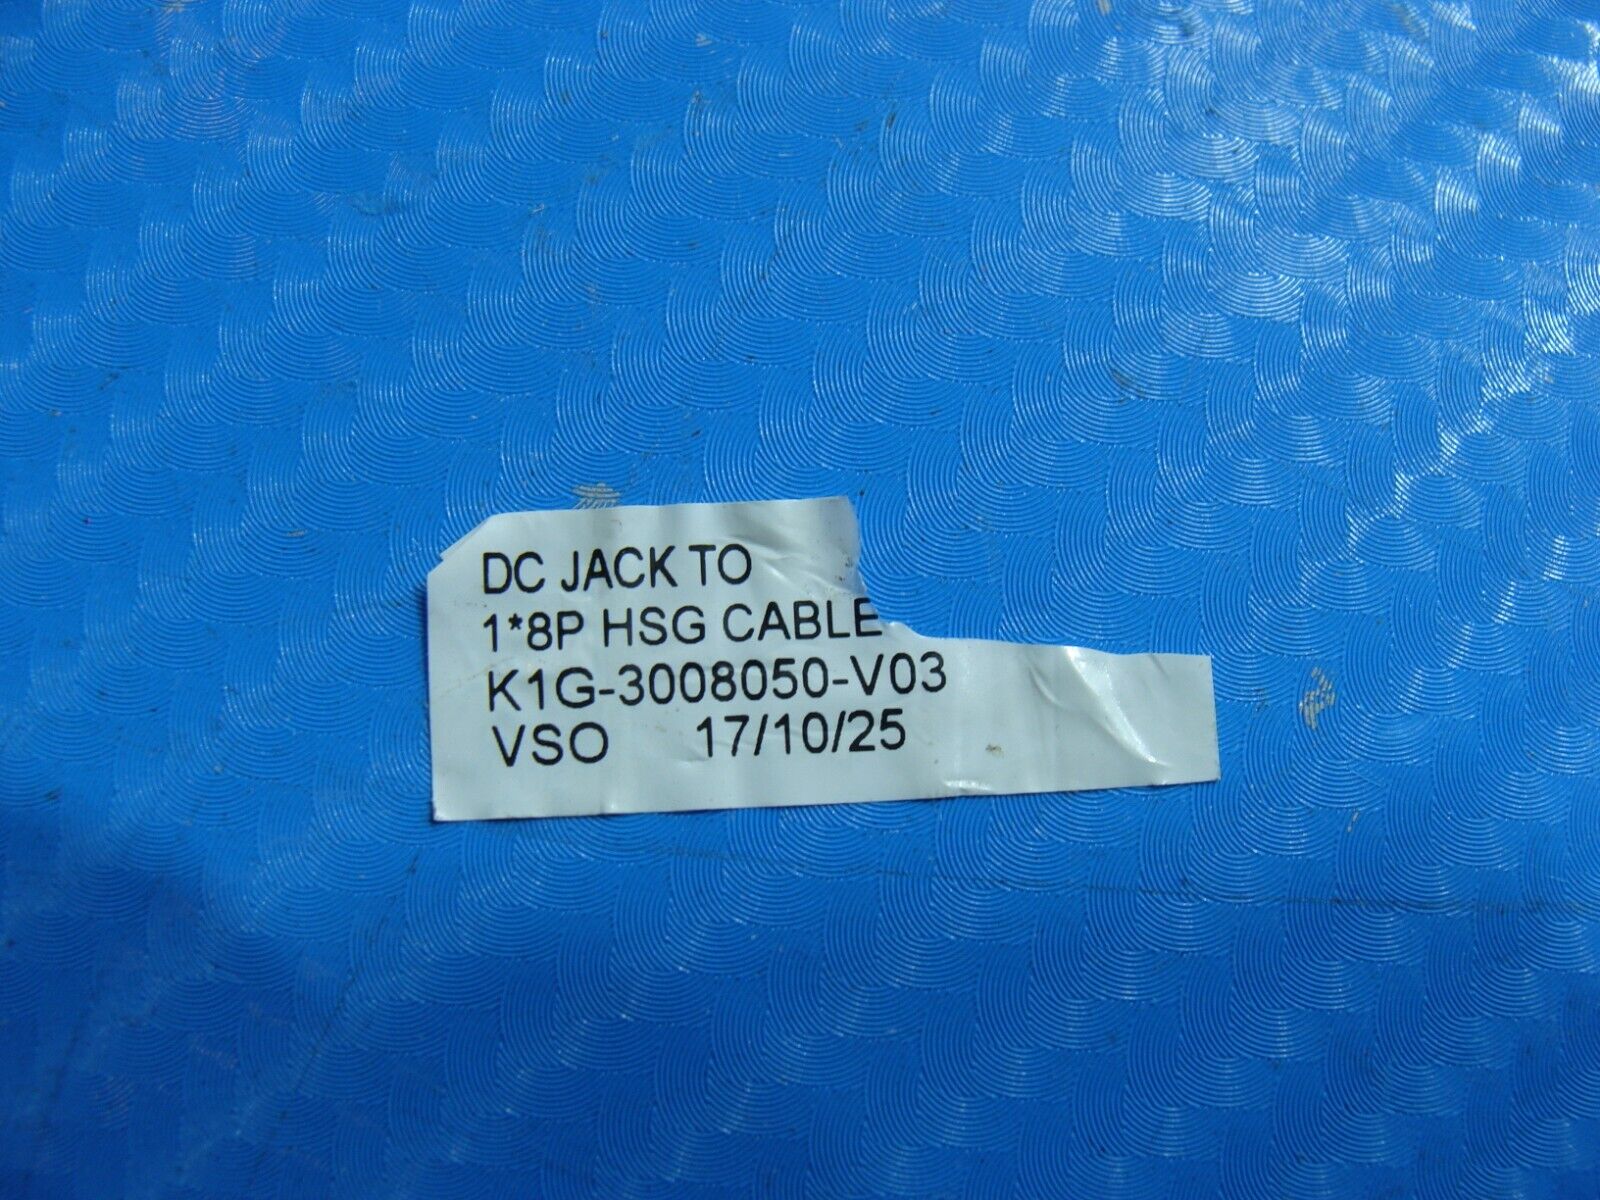 DC JACK TO
1*8P HSG CABLE
K1G-3008050-V03
VSO 17/10/25